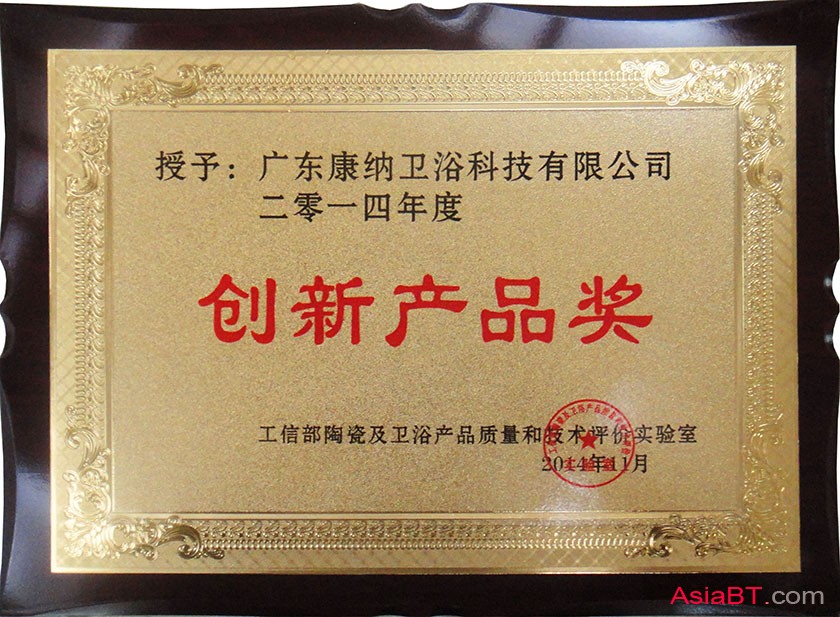 授予：广东康纳卫浴科技有限公司
二零一四年度
创新产品奖
工信部陶瓷及卫浴产品质量和技术评价实验室
2014年11月
AsiaBT.com